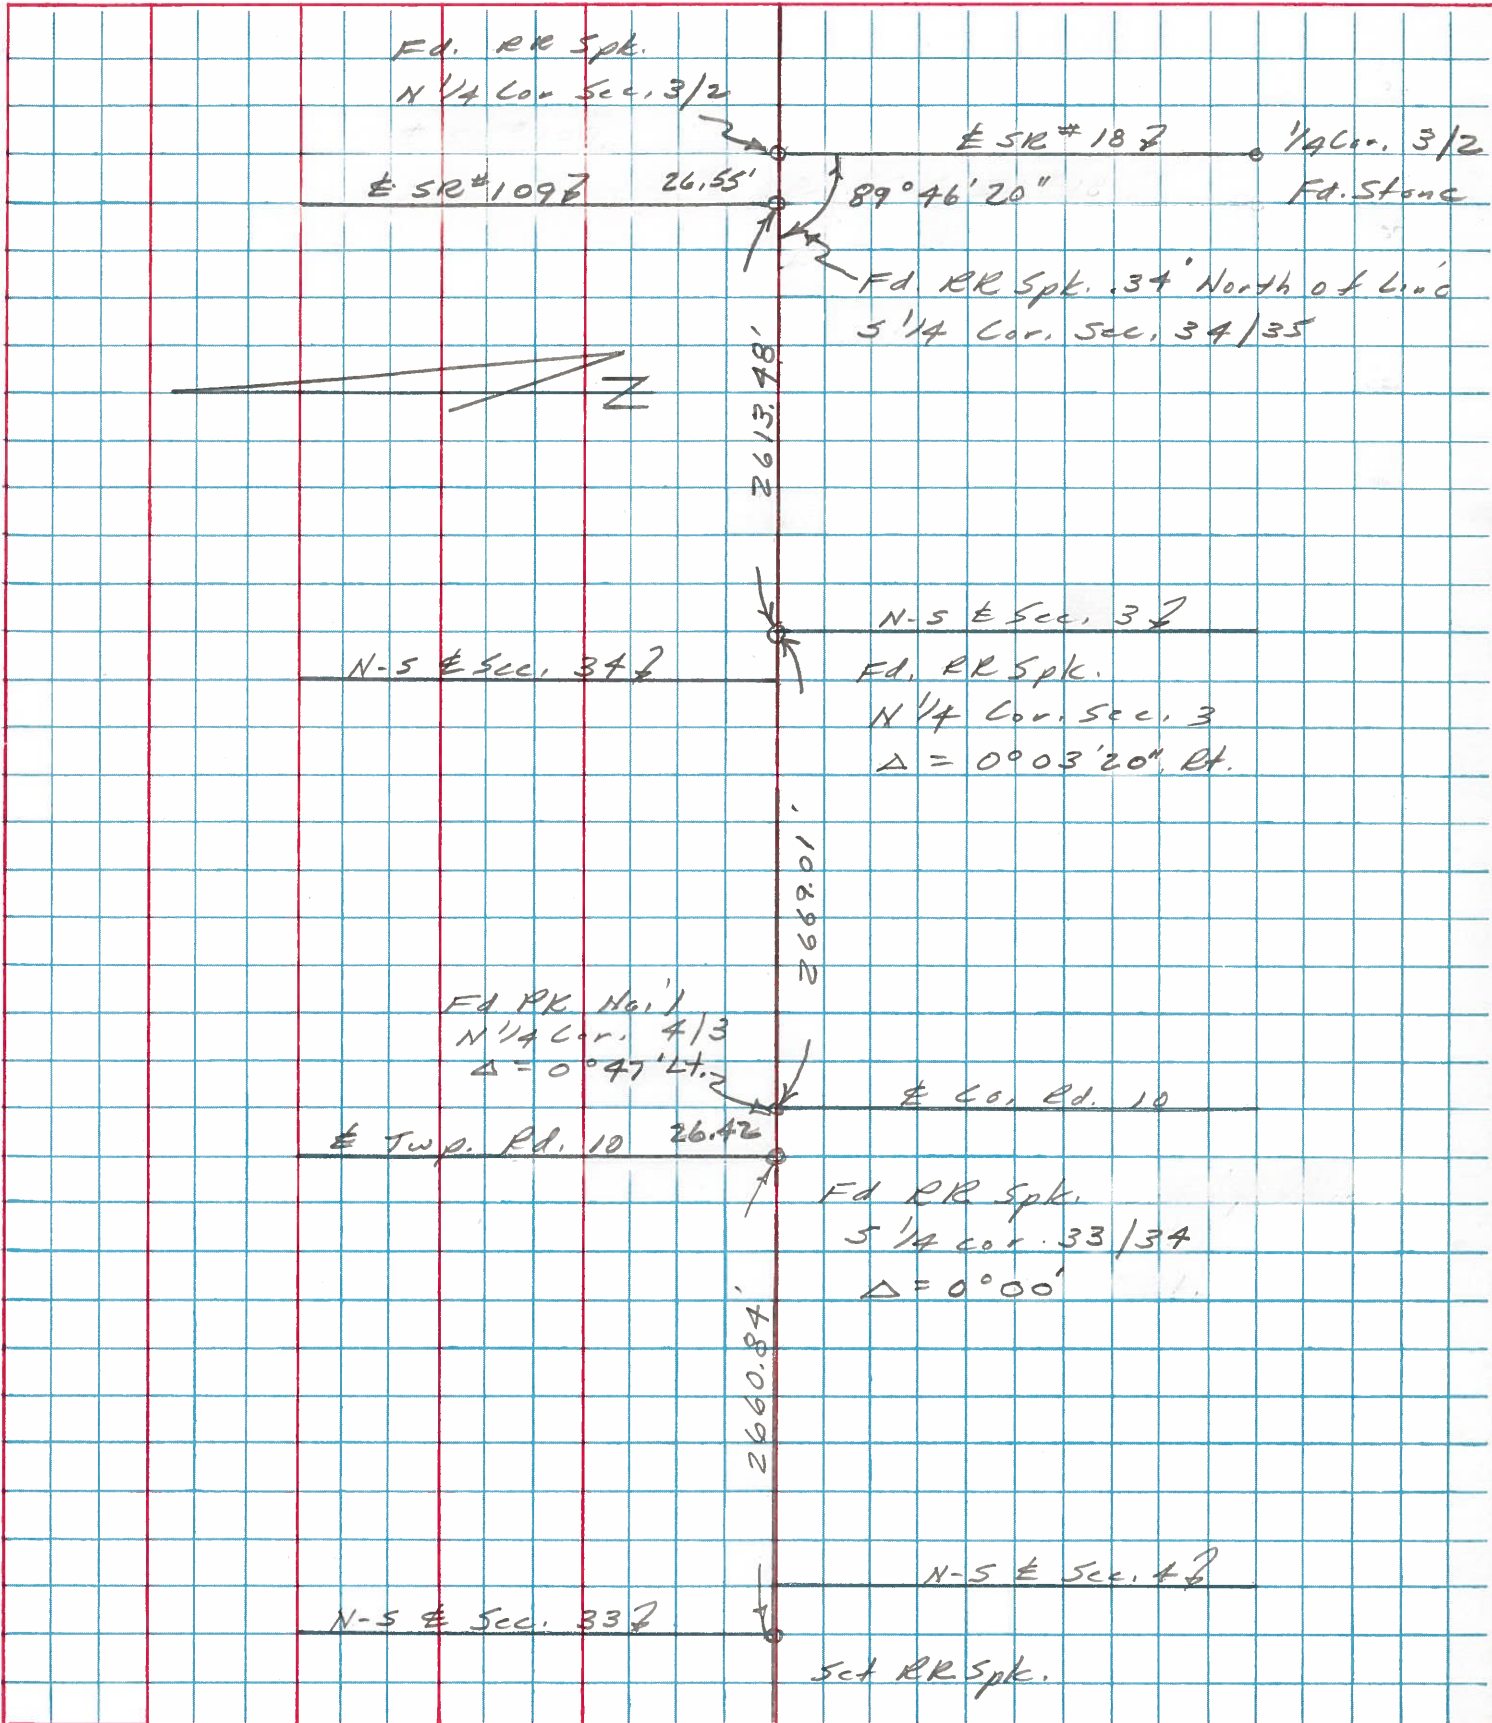 Fd. RR Spk.
N 1/4 Cor Sec. 3/2
℄ SR # 18
1/4 Cor. 3/2
Fd. Stone
℄ SR # 109
26.55'
89° 46' 20"
Fd. RR Spk. .34' North of Line
S 1/4 Cor. Sec. 34/35
N
2613.48'
N-S ℄ Sec. 3
N-S ℄ Sec. 34
Fd. RR Spk.
N 1/4 Cor. Sec. 3
Δ = 0° 03' 20" Rt.
2669.01'
Fd PK Nail
N 1/4 Cor. 4/3
Δ = 0° 47' Lt.
℄ Co. Rd. 10
℄ Twp. Rd. 10
26.42
Fd RR Spk.
S 1/4 cor. 33/34
Δ = 0° 00'
2660.84'
N-S ℄ Sec. 4
N-S ℄ Sec. 33
Set RR Spk.